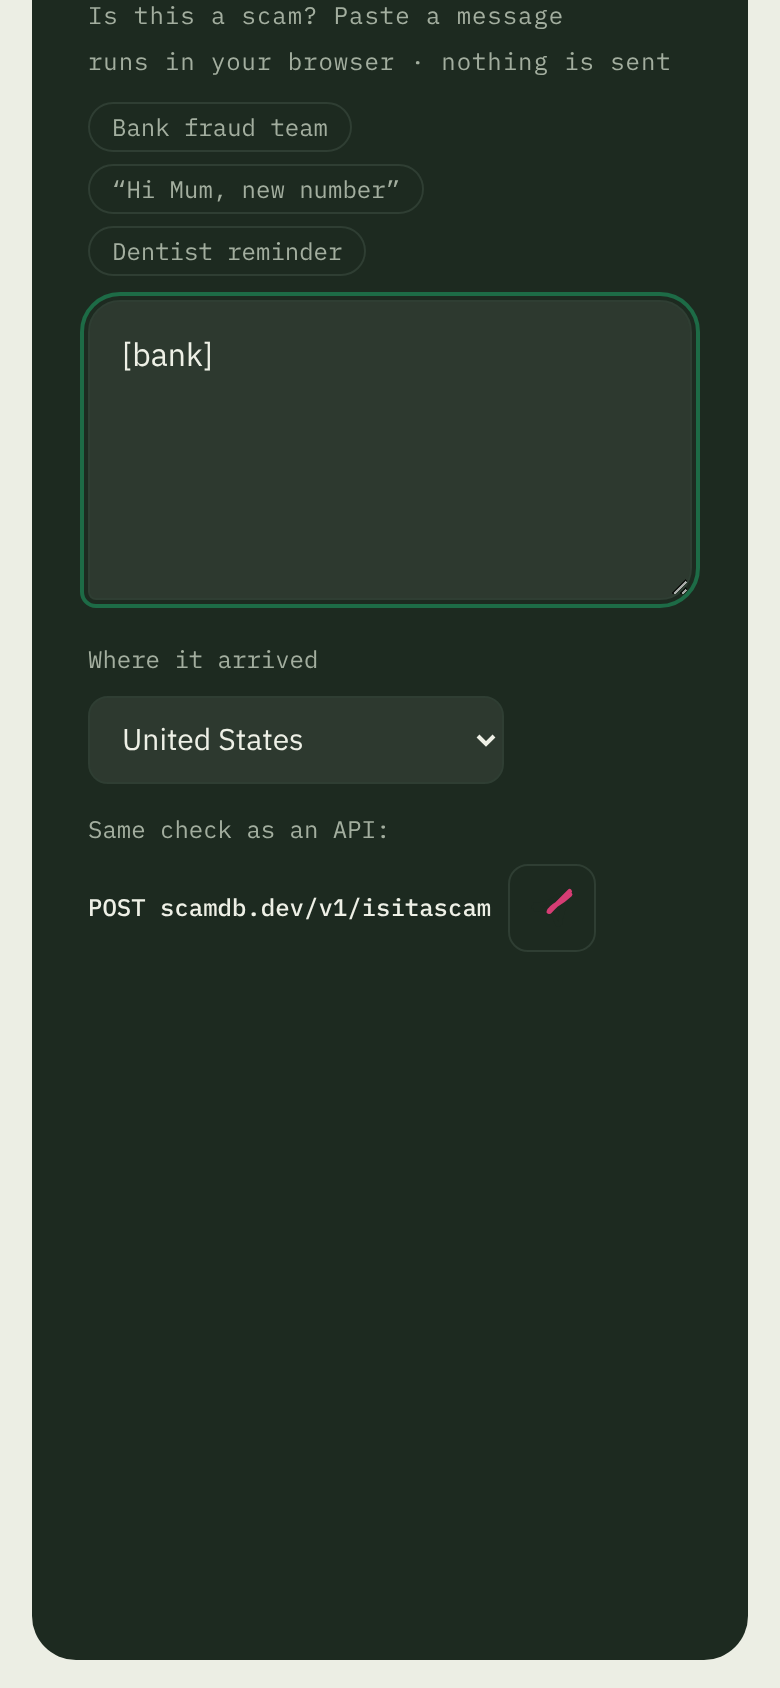 Is this a scam? Paste a message
runs in your browser · nothing is sent
Bank fraud team
“Hi Mum, new number”
Dentist reminder
[bank]
Where it arrived
United States
Same check as an API:
POST scamdb.dev/v1/isitascam